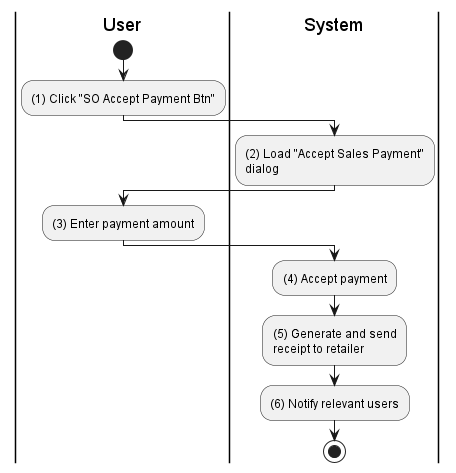 User
System
(1) Click "SO Accept Payment Btn"
(2) Load "Accept Sales Payment"
dialog
(3) Enter payment amount
(4) Accept payment
(5) Generate and send
receipt to retailer
(6) Notify relevant users